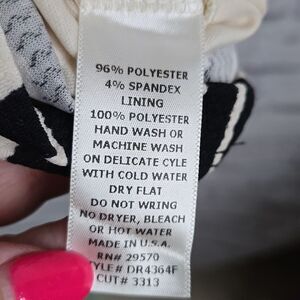 96% POLYESTER
4% SPANDEX
LINING
100% POLYESTER
HAND WASH OR
MACHINE WASH
ON DELICATE CYLE
WITH COLD WATER
DRY FLAT
DO NOT WRING
NO DRYER, BLEACH
OR HOT WATER
MADE IN U.S.A.
RN# 29570
YLE# DR4364F
CUT# 3313